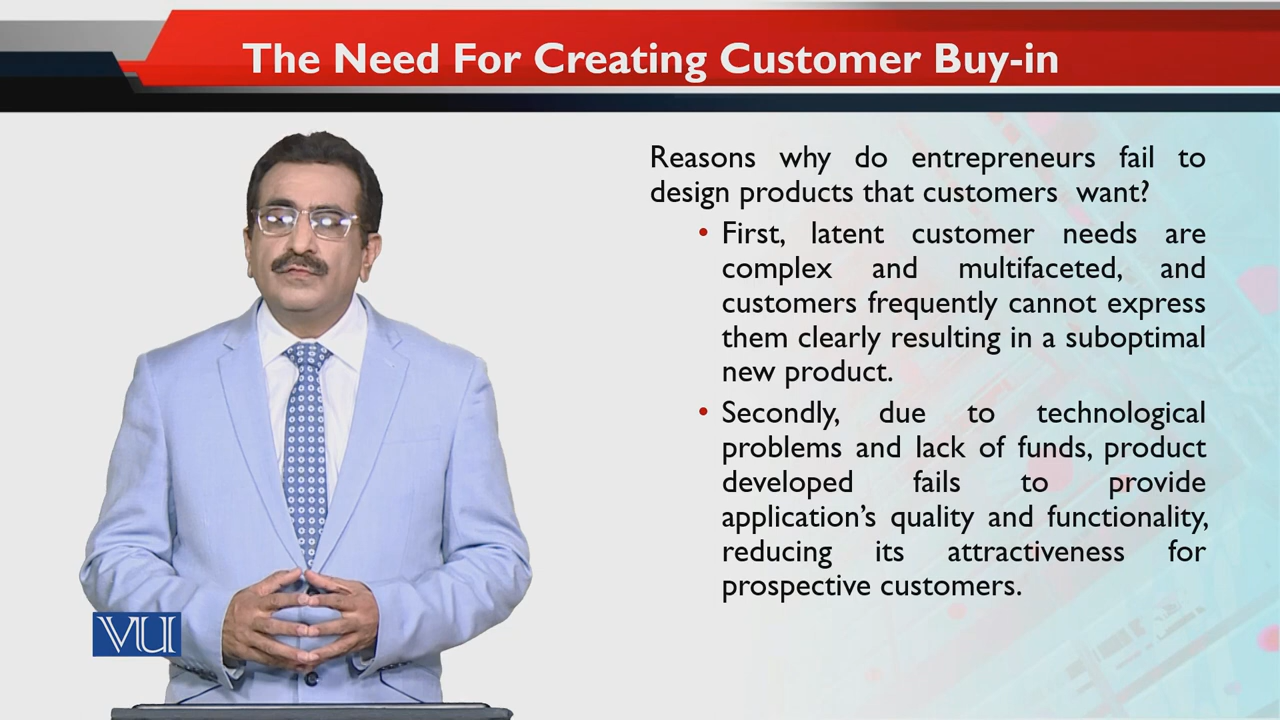 The Need For Creating Customer Buy-in
Reasons why do entrepreneurs fail to
design products that customers want?
• First, latent customer needs are
complex and multifaceted, and
customers frequently cannot express
them clearly resulting in a suboptimal
new product.
• Secondly, due to technological
problems and lack of funds, product
developed fails to provide
application’s quality and functionality,
reducing its attractiveness for
prospective customers.
VU